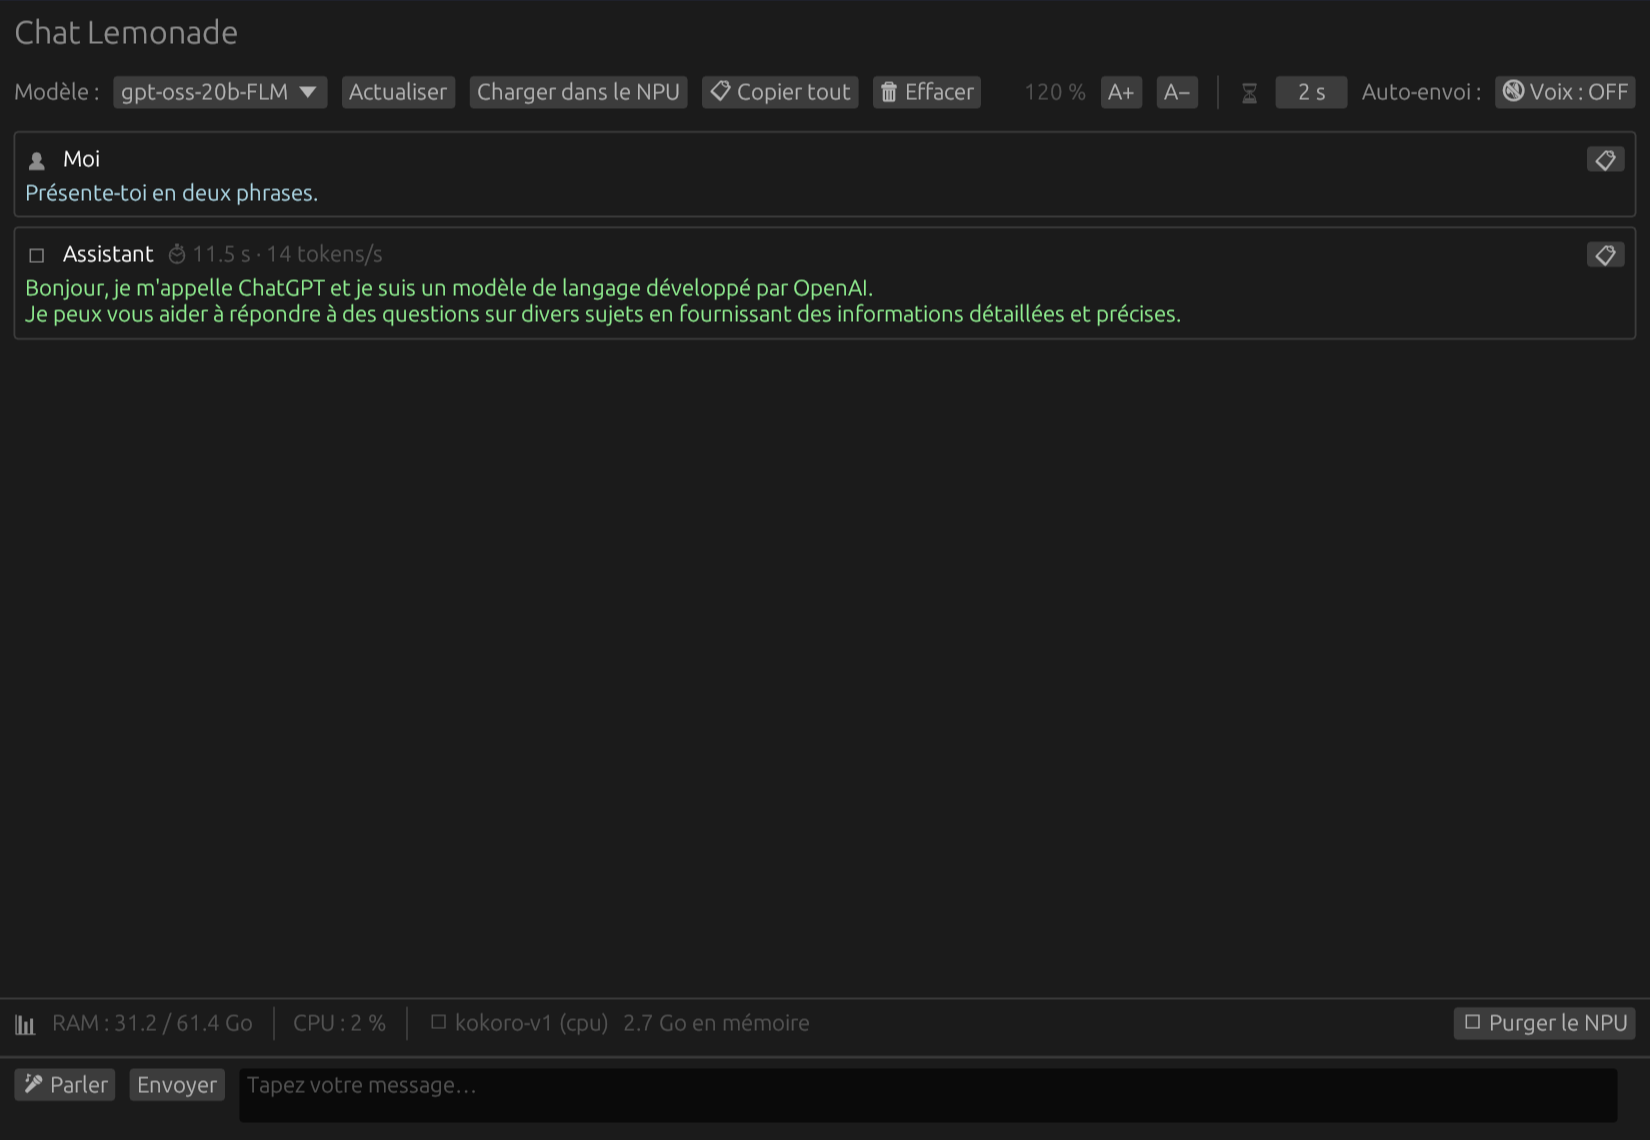 Chat Lemonade
Modèle : gpt-oss-20b-FLM Actualiser Charger dans le NPU Copier tout Effacer 120 % A+ A− 2 s Auto-envoi : Voix : OFF
Moi
Présente-toi en deux phrases.
Assistant 11.5 s · 14 tokens/s
Bonjour, je m'appelle ChatGPT et je suis un modèle de langage développé par OpenAI.
Je peux vous aider à répondre à des questions sur divers sujets en fournissant des informations détaillées et précises.
RAM : 31.2 / 61.4 Go CPU : 2 % kokoro-v1 (cpu) 2.7 Go en mémoire Purger le NPU
Parler Envoyer Tapez votre message…